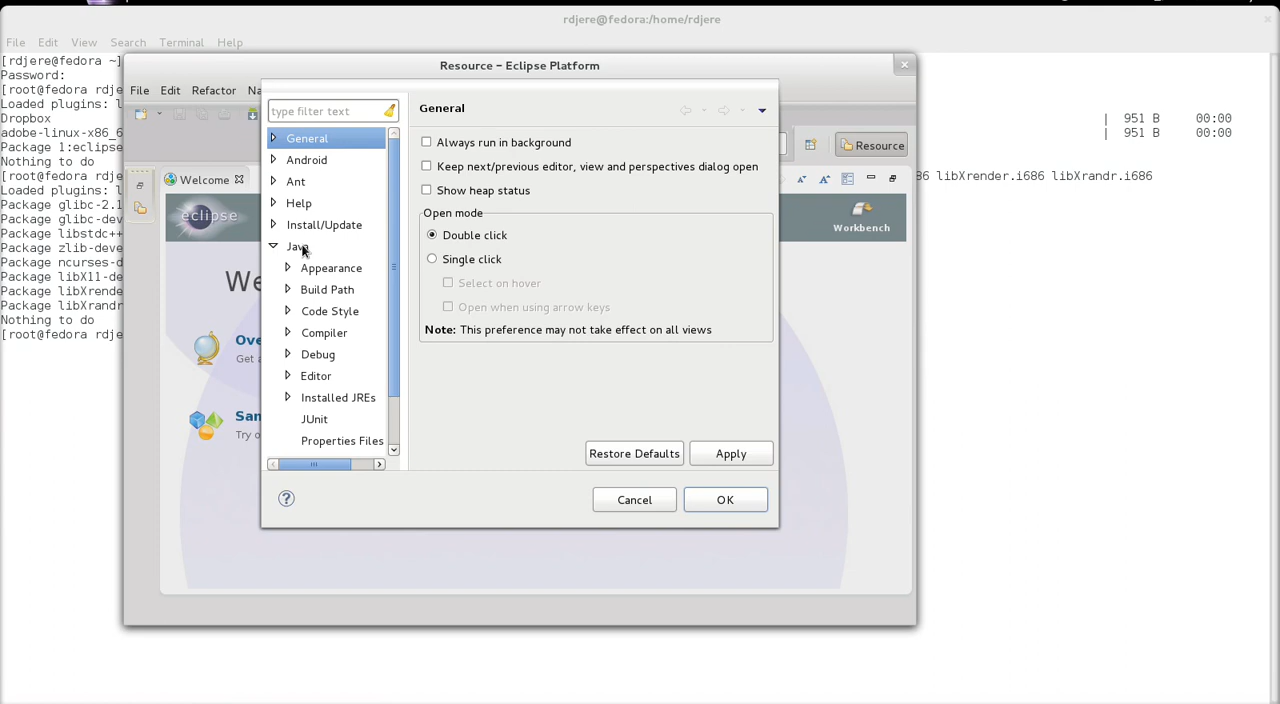 rdjere@fedora:/home/rdjere
File Edit View Search Terminal Help
[rdjere@fedora ~]
Password:
[root@fedora rdje
Loaded plugins: l
Dropbox | 951 B 00:00
adobe-linux-x86_6 | 951 B 00:00
Package 1:eclipse
Nothing to do
[root@fedora rdje 86 libXrender.i686 libXrandr.i686
Loaded plugins: l
Package glibc-2.1
Package glibc-dev
Package libstdc++
Package zlib-deve
Package ncurses-d
Package libX11-de
Package libXrende
Package libXrandr
Nothing to do
[root@fedora rdje
Resource – Eclipse Platform
File Edit Refactor Na
Resource
Welcome
eclipse
Workbench
We
Ove
Get a
San
Try o
type filter text
General
Android
Ant
Help
Install/Update
Java
Appearance
Build Path
Code Style
Compiler
Debug
Editor
Installed JREs
JUnit
Properties Files
General
Always run in background
Keep next/previous editor, view and perspectives dialog open
Show heap status
Open mode
Double click
Single click
Select on hover
Open when using arrow keys
Note: This preference may not take effect on all views
Restore Defaults Apply
Cancel OK